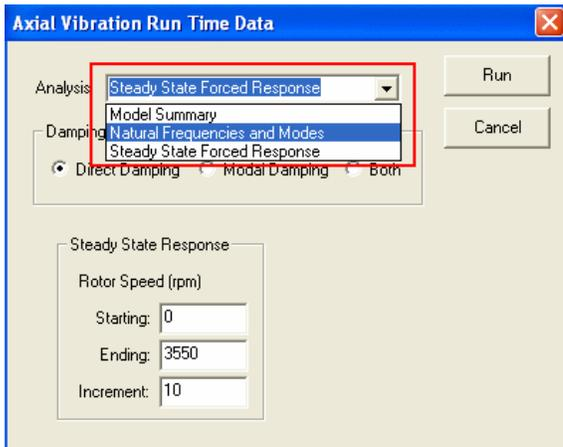 Axial Vibration Run Time Data
Analysis
Steady State Forced Response
Run
Model Summary
Natural Frequencies and Modes
Steady State Forced Response
Cancel
Damping
Direct Damping
Modal Damping
Both
Steady State Response
Rotor Speed (rpm)
Starting: 0
Ending: 3550
Increment: 10